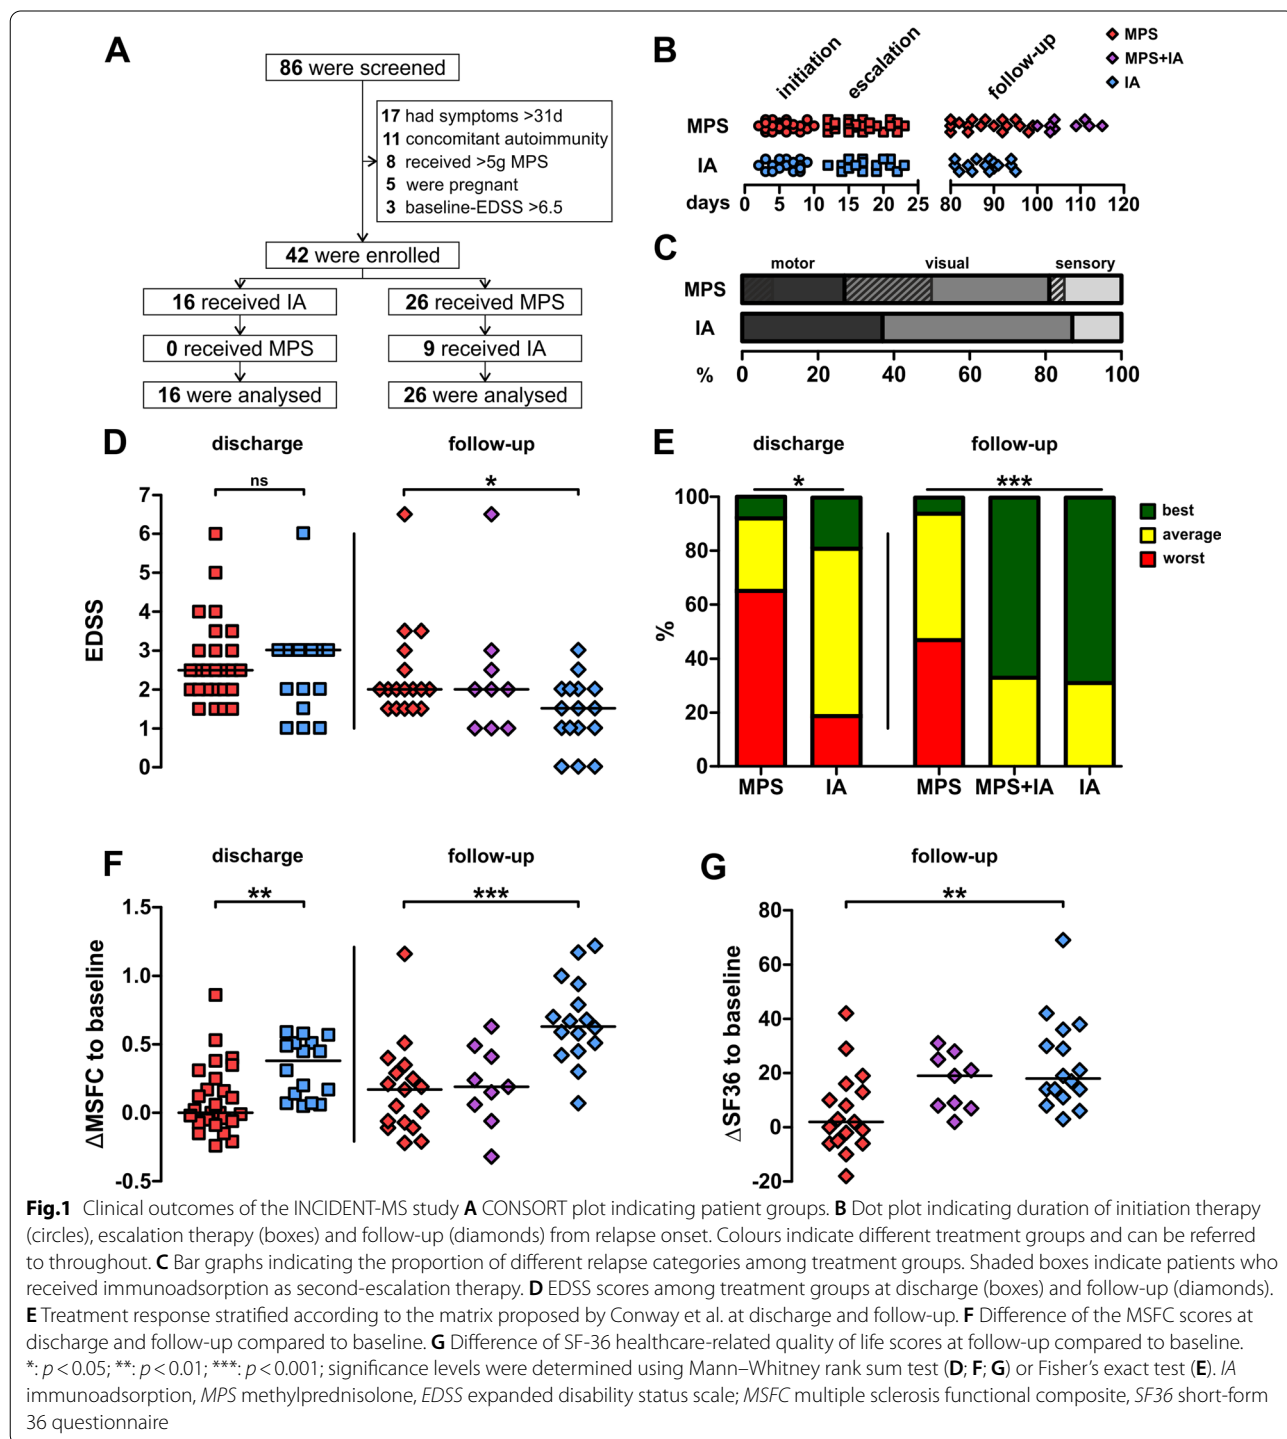 A
86 were screened
17 had symptoms >31d
11 concomitant autoimmunity
8 received >5g MPS
5 were pregnant
3 baseline-EDSS >6.5
42 were enrolled
16 received IA
26 received MPS
0 received MPS
9 received IA
16 were analysed
26 were analysed
B
initiation
escalation
follow-up
MPS
MPS+IA
IA
MPS
IA
days
0 5 10 15 20 25
80 90 100 110 120
C
motor visual sensory
MPS
IA
%
0 20 40 60 80 100
D
discharge follow-up
ns
*
EDSS
7
6
5
4
3
2
1
0
E
discharge follow-up
*
***
best
average
worst
%
100
80
60
40
20
0
MPS IA MPS MPS+IA IA
F
discharge follow-up
**
***
ΔMSFC to baseline
1.5
1.0
0.5
0.0
-0.5
G
follow-up
**
ΔSF36 to baseline
80
60
40
20
0
-20
Fig.1 Clinical outcomes of the INCIDENT-MS study A CONSORT plot indicating patient groups. B Dot plot indicating duration of initiation therapy
(circles), escalation therapy (boxes) and follow-up (diamonds) from relapse onset. Colours indicate different treatment groups and can be referred
to throughout. C Bar graphs indicating the proportion of different relapse categories among treatment groups. Shaded boxes indicate patients who
received immunoadsorption as second-escalation therapy. D EDSS scores among treatment groups at discharge (boxes) and follow-up (diamonds).
E Treatment response stratified according to the matrix proposed by Conway et al. at discharge and follow-up. F Difference of the MSFC scores at
discharge and follow-up compared to baseline. G Difference of SF-36 healthcare-related quality of life scores at follow-up compared to baseline.
*: p < 0.05; **: p < 0.01; ***: p < 0.001; significance levels were determined using Mann–Whitney rank sum test (D; F; G) or Fisher's exact test (E). IA
immunoadsorption, MPS methylprednisolone, EDSS expanded disability status scale; MSFC multiple sclerosis functional composite, SF36 short-form
36 questionnaire